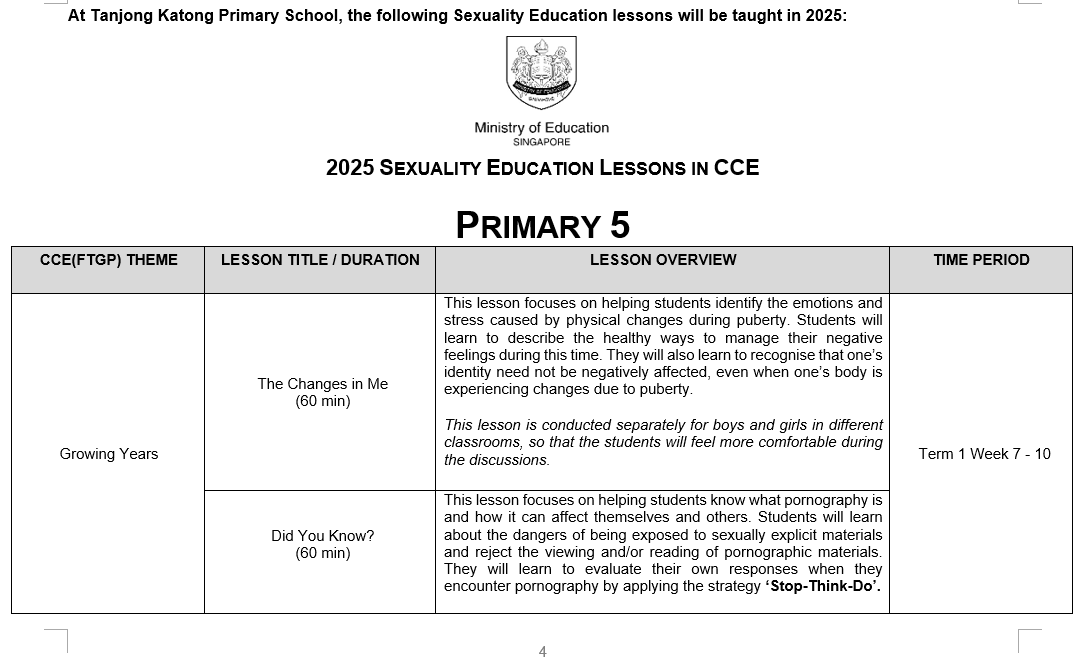 At Tanjong Katong Primary School, the following Sexuality Education lessons will be taught in 2025:
Ministry of Education
SINGAPORE
2025 SEXUALITY EDUCATION LESSONS IN CCE
PRIMARY 5
CCE(FTGP) THEME
LESSON TITLE / DURATION
LESSON OVERVIEW
TIME PERIOD
Growing Years
The Changes in Me
(60 min)
This lesson focuses on helping students identify the emotions and
stress caused by physical changes during puberty. Students will
learn to describe the healthy ways to manage their negative
feelings during this time. They will also learn to recognise that one’s
identity need not be negatively affected, even when one’s body is
experiencing changes due to puberty.
This lesson is conducted separately for boys and girls in different
classrooms, so that the students will feel more comfortable during
the discussions.
Term 1 Week 7 - 10
Did You Know?
(60 min)
This lesson focuses on helping students know what pornography is
and how it can affect themselves and others. Students will learn
about the dangers of being exposed to sexually explicit materials
and reject the viewing and/or reading of pornographic materials.
They will learn to evaluate their own responses when they
encounter pornography by applying the strategy ‘Stop-Think-Do’.
4